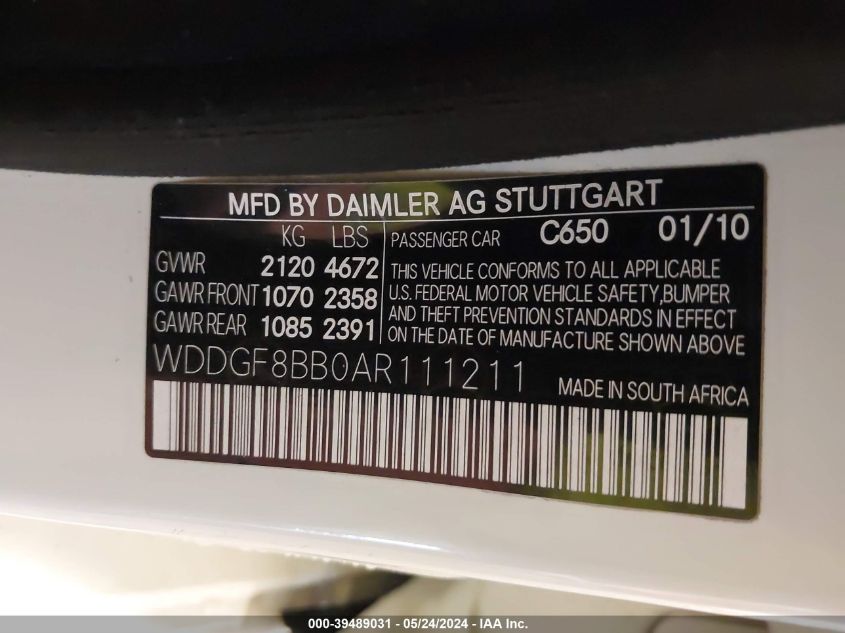 MFD BY DAIMLER AG STUTTGART
KG LBS
GVWR 2120 4672
GAWR FRONT 1070 2358
GAWR REAR 1085 2391
PASSENGER CAR C650 01/10
THIS VEHICLE CONFORMS TO ALL APPLICABLE
U.S. FEDERAL MOTOR VEHICLE SAFETY,BUMPER
AND THEFT PREVENTION STANDARDS IN EFFECT
ON THE DATE OF MANUFACTURE SHOWN ABOVE
WDDGF8BB0AR111211
MADE IN SOUTH AFRICA
000-39489031 - 05/24/2024 - IAA Inc.